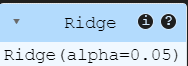 ▾ Ridge i ?
Ridge(alpha=0.05)